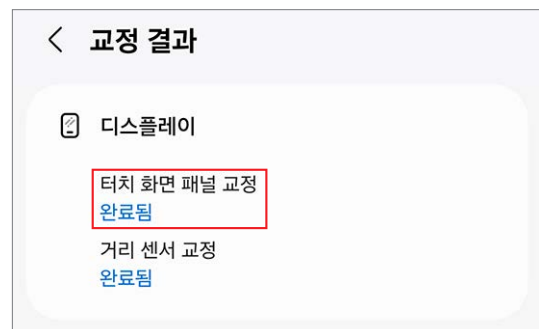 교정 결과
디스플레이
터치 화면 패널 교정
완료됨
거리 센서 교정
완료됨